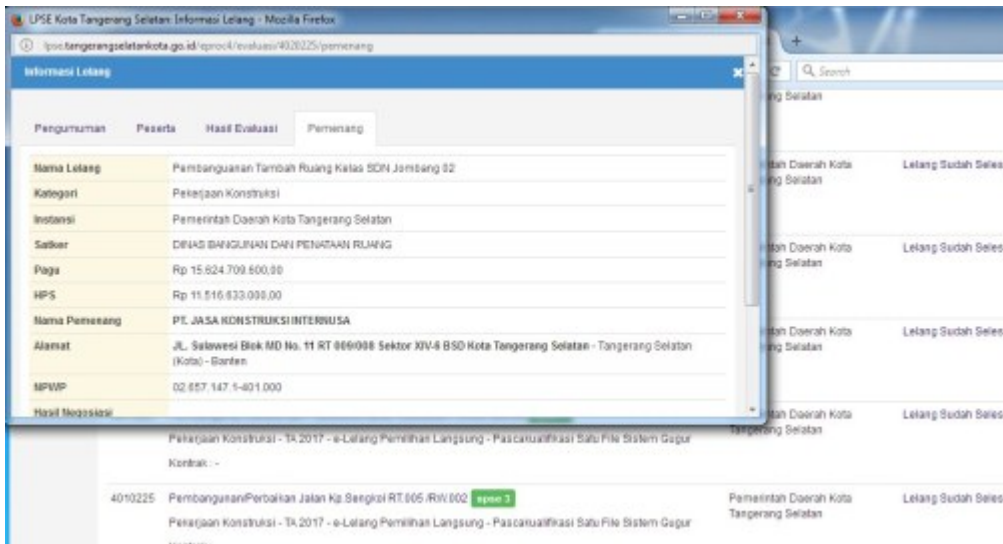 LPSE Kota Tangerang Selatan: Informasi Lelang - Mozilla Firefox
lpse.tangerangselatankota.go.id/eproc4/evaluasi/4020225/pemenang
Informasi Lelang
Search
Pengumuman Peserta Hasil Evaluasi Pemenang
Nama Lelang Pembanguanan Tambah Ruang Kelas SDN Jombang 02
Kategori Pekerjaan Konstruksi
Instansi Pemerintah Daerah Kota Tangerang Selatan
Satker DINAS BANGUNAN DAN PENATAAN RUANG
Pagu Rp 15.624.709.600,00
HPS Rp 11.516.633.000,00
Nama Pemenang PT. JASA KONSTRUKSI INTERNUSA
Alamat JL. Sulawesi Blok MD No. 11 RT 009/008 Sektor XIV-6 BSD Kota Tangerang Selatan - Tangerang Selatan
(Kota) - Banten
NPWP 02.657.147.1-401.000
Hasil Negosiasi
ng Selatan
tah Daerah Kota Lelang Sudah Seles
ng Selatan
tah Daerah Kota Lelang Sudah Seles
ng Selatan
ntah Daerah Kota Lelang Sudah Seles
ng Selatan
ntah Daerah Kota Lelang Sudah Seles
Tangerang Selatan
Pekerjaan Konstruksi - TA 2017 - e-Lelang Pemilihan Langsung - Pascakualifikasi Satu File Sistem Gugur
Kontrak : -
4010225 Pembangunan/Perbaikan Jalan Kp.Sengkol RT.005 /RW.002 spse 3 Pemerintah Daerah Kota Lelang Sudah Seles
Tangerang Selatan
Pekerjaan Konstruksi - TA 2017 - e-Lelang Pemilihan Langsung - Pascakualifikasi Satu File Sistem Gugur